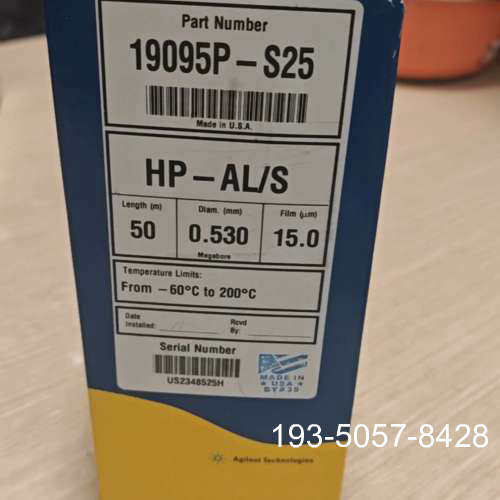 Part Number
19095P-S25
Made in U.S.A.
HP-AL/S
Length (m) Diam. (mm) Film (µm)
50 0.530 15.0
Megabore
Temperature Limits:
From -60°C to 200°C
Date Installed:
Rcvd By:
Serial Number
US2348525H
MADE IN
USA
193-5057-8428
Agilent Technologies